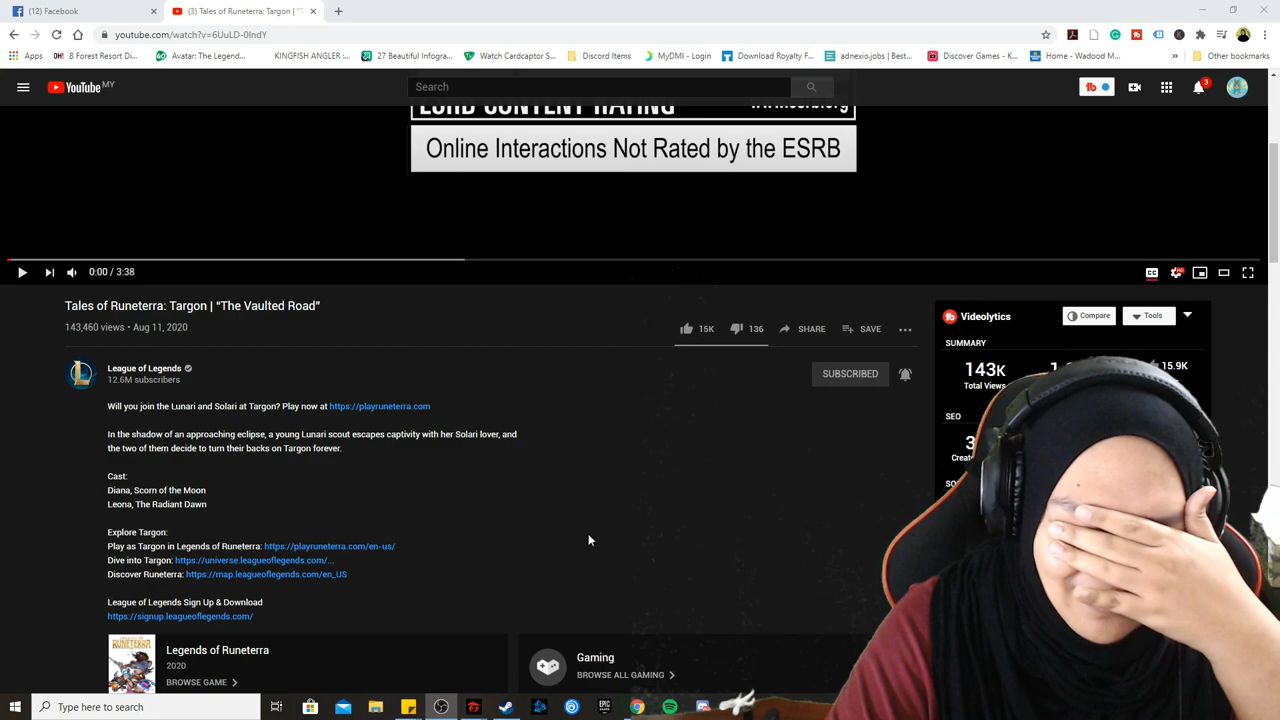 (12) Facebook
(3) Tales of Runeterra: Targon | "T
youtube.com/watch?v=6UuLD-0IndY
Apps
8 Forest Resort Di...
Avatar: The Legend...
KINGFISH ANGLER :...
27 Beautiful Infograp...
Watch Cardcaptor S...
Discord Items
MyDMI - Login
Download Royalty F...
adnexio.jobs | Best...
Discover Games - K...
Home - Wadood M...
»
Other bookmarks
YouTube MY
Search
3
ESRB CONTENT RATING www.esrb.org
Online Interactions Not Rated by the ESRB
0:00 / 3:38
CC
HD
Tales of Runeterra: Targon | "The Vaulted Road"
143,460 views • Aug 11, 2020
15K
136
SHARE
SAVE
League of Legends
12.6M subscribers
SUBSCRIBED
Will you join the Lunari and Solari at Targon? Play now at https://playruneterra.com
In the shadow of an approaching eclipse, a young Lunari scout escapes captivity with her Solari lover, and
the two of them decide to turn their backs on Targon forever.
Cast:
Diana, Scorn of the Moon
Leona, The Radiant Dawn
Explore Targon:
Play as Targon in Legends of Runeterra: https://playruneterra.com/en-us/
Dive into Targon: https://universe.leagueoflegends.com/...
Discover Runeterra: https://map.leagueoflegends.com/en_US
League of Legends Sign Up & Download
https://signup.leagueoflegends.com/
Legends of Runeterra
2020
BROWSE GAME
Gaming
BROWSE ALL GAMING
Videolytics
Compare
Tools
SUMMARY
143K
15.9K
Total Views
SEO
Type here to search